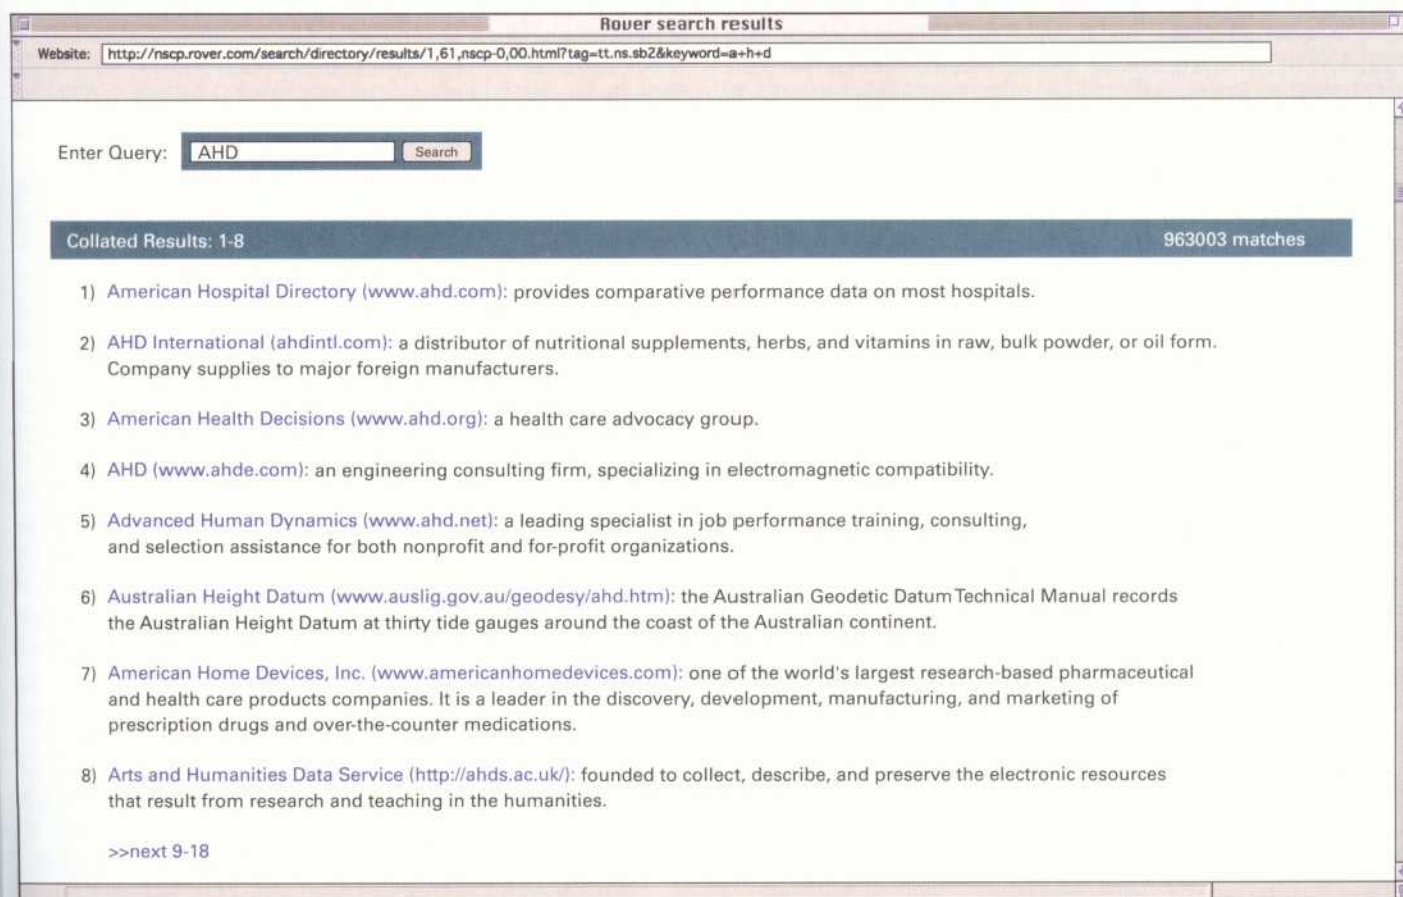 Rover search results
Website: http://nscp.rover.com/search/directory/results/1,61,nscp-0,00.html?tag=tt.ns.sb2&keyword=a+h+d
Enter Query: AHD Search
Collated Results: 1-8 963003 matches
1) American Hospital Directory (www.ahd.com): provides comparative performance data on most hospitals.
2) AHD International (ahdintl.com): a distributor of nutritional supplements, herbs, and vitamins in raw, bulk powder, or oil form.
Company supplies to major foreign manufacturers.
3) American Health Decisions (www.ahd.org): a health care advocacy group.
4) AHD (www.ahde.com): an engineering consulting firm, specializing in electromagnetic compatibility.
5) Advanced Human Dynamics (www.ahd.net): a leading specialist in job performance training, consulting,
and selection assistance for both nonprofit and for-profit organizations.
6) Australian Height Datum (www.auslig.gov.au/geodesy/ahd.htm): the Australian Geodetic Datum Technical Manual records
the Australian Height Datum at thirty tide gauges around the coast of the Australian continent.
7) American Home Devices, Inc. (www.americanhomedevices.com): one of the world's largest research-based pharmaceutical
and health care products companies. It is a leader in the discovery, development, manufacturing, and marketing of
prescription drugs and over-the-counter medications.
8) Arts and Humanities Data Service (http://ahds.ac.uk/): founded to collect, describe, and preserve the electronic resources
that result from research and teaching in the humanities.
>>next 9-18